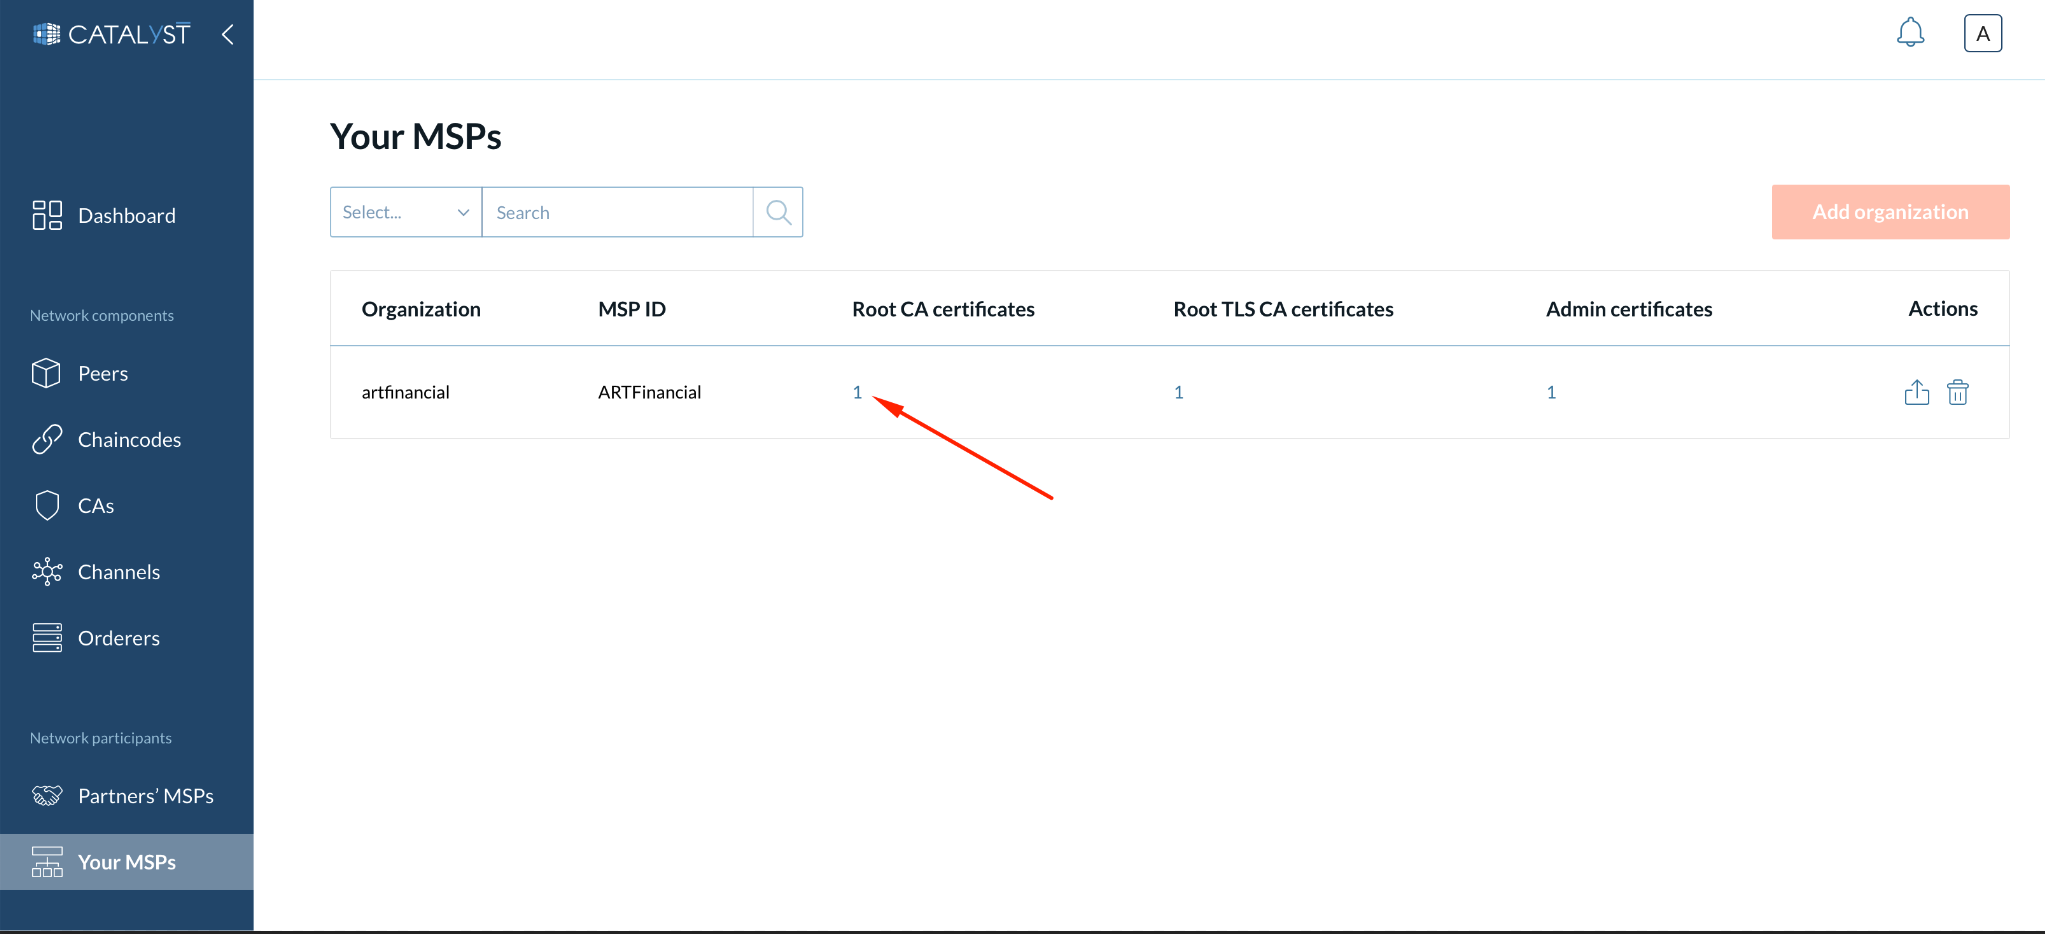 CATALYST
A
Your MSPs
Select...
Search
Add organization
Dashboard
Network components
Peers
Chaincodes
CAs
Channels
Orderers
Network participants
Partners’ MSPs
Your MSPs
Organization MSP ID Root CA certificates Root TLS CA certificates Admin certificates Actions
artfinancial ARTFinancial 1 1 1